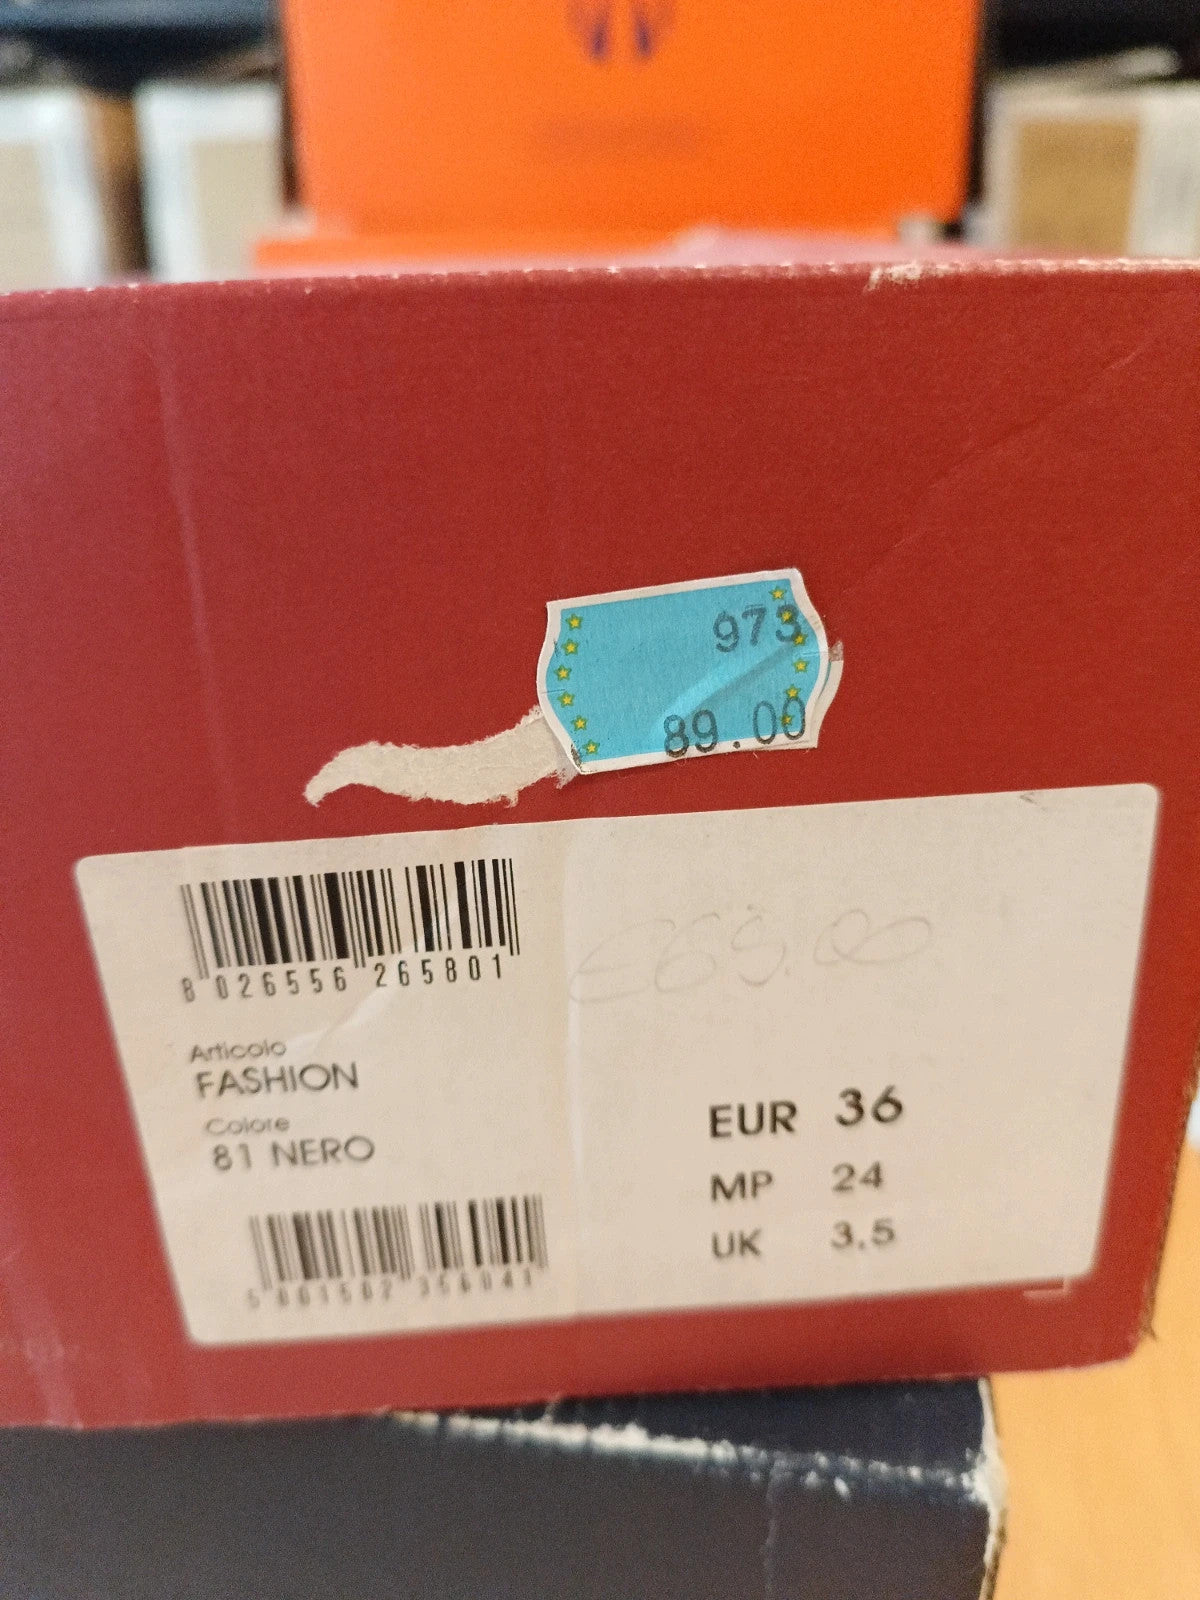 973
89.00
8 026556 265801
€69.00
Articolo
FASHION
Colore
81 NERO
EUR 36
MP 24
UK 3.5